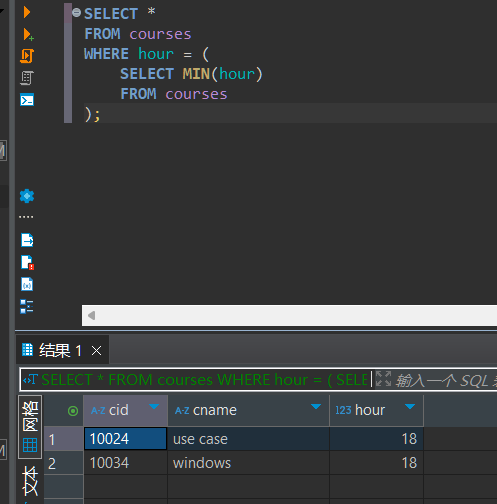 SELECT *
FROM courses
WHERE hour = (
SELECT MIN(hour)
FROM courses
);
结果 1
SELECT * FROM courses WHERE hour = ( SELE
输入一个 SQL
网格
文本
A-Z cid A-Z cname 123 hour
1 10024 use case 18
2 10034 windows 18